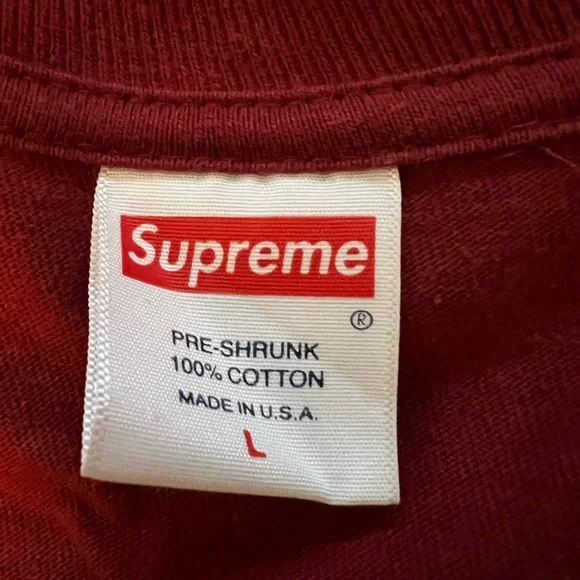 Supreme
®
PRE-SHRUNK
100% COTTON
MADE IN U.S.A.
L